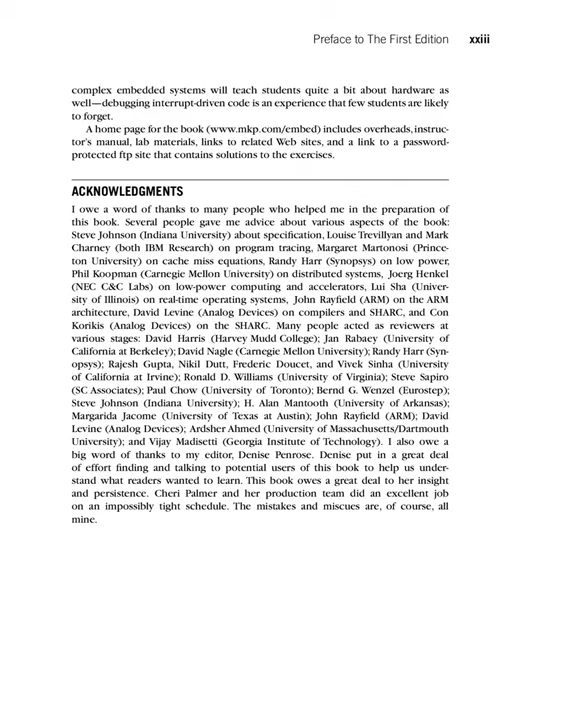 Preface to The First Edition xxiii
complex embedded systems will teach students quite a bit about hardware as
well—debugging interrupt-driven code is an experience that few students are likely
to forget.
A home page for the book (www.mkp.com/embed) includes overheads, instruc-
tor's manual, lab materials, links to related Web sites, and a link to a password-
protected ftp site that contains solutions to the exercises.
ACKNOWLEDGMENTS
I owe a word of thanks to many people who helped me in the preparation of
this book. Several people gave me advice about various aspects of the book:
Steve Johnson (Indiana University) about specification, Louise Trevillyan and Mark
Charney (both IBM Research) on program tracing, Margaret Martonosi (Prince-
ton University) on cache miss equations, Randy Harr (Synopsys) on low power,
Phil Koopman (Carnegie Mellon University) on distributed systems, Joerg Henkel
(NEC C&C Labs) on low-power computing and accelerators, Lui Sha (Univer-
sity of Illinois) on real-time operating systems, John Rayfield (ARM) on the ARM
architecture, David Levine (Analog Devices) on compilers and SHARC, and Con
Korikis (Analog Devices) on the SHARC. Many people acted as reviewers at
various stages: David Harris (Harvey Mudd College); Jan Rabaey (University of
California at Berkeley); David Nagle (Carnegie Mellon University); Randy Harr (Syn-
opsys); Rajesh Gupta, Nikil Dutt, Frederic Doucet, and Vivek Sinha (University
of California at Irvine); Ronald D. Williams (University of Virginia); Steve Sapiro
(SC Associates); Paul Chow (University of Toronto); Bernd G. Wenzel (Eurostep);
Steve Johnson (Indiana University); H. Alan Mantooth (University of Arkansas);
Margarida Jacome (University of Texas at Austin); John Rayfield (ARM); David
Levine (Analog Devices); Ardsher Ahmed (University of Massachusetts/Dartmouth
University); and Vijay Madisetti (Georgia Institute of Technology). I also owe a
big word of thanks to my editor, Denise Penrose. Denise put in a great deal
of effort finding and talking to potential users of this book to help us under-
stand what readers wanted to learn. This book owes a great deal to her insight
and persistence. Cheri Palmer and her production team did an excellent job
on an impossibly tight schedule. The mistakes and miscues are, of course, all
mine.